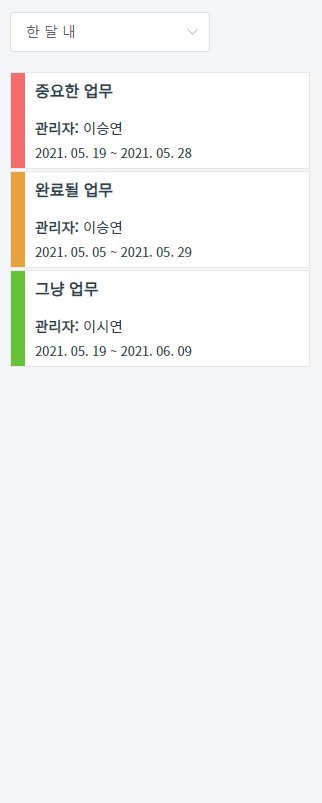 한 달 내
중요한 업무
관리자: 이승연
2021. 05. 19 ~ 2021. 05. 28
완료될 업무
관리자: 이승연
2021. 05. 05 ~ 2021. 05. 29
그냥 업무
관리자: 이시연
2021. 05. 19 ~ 2021. 06. 09